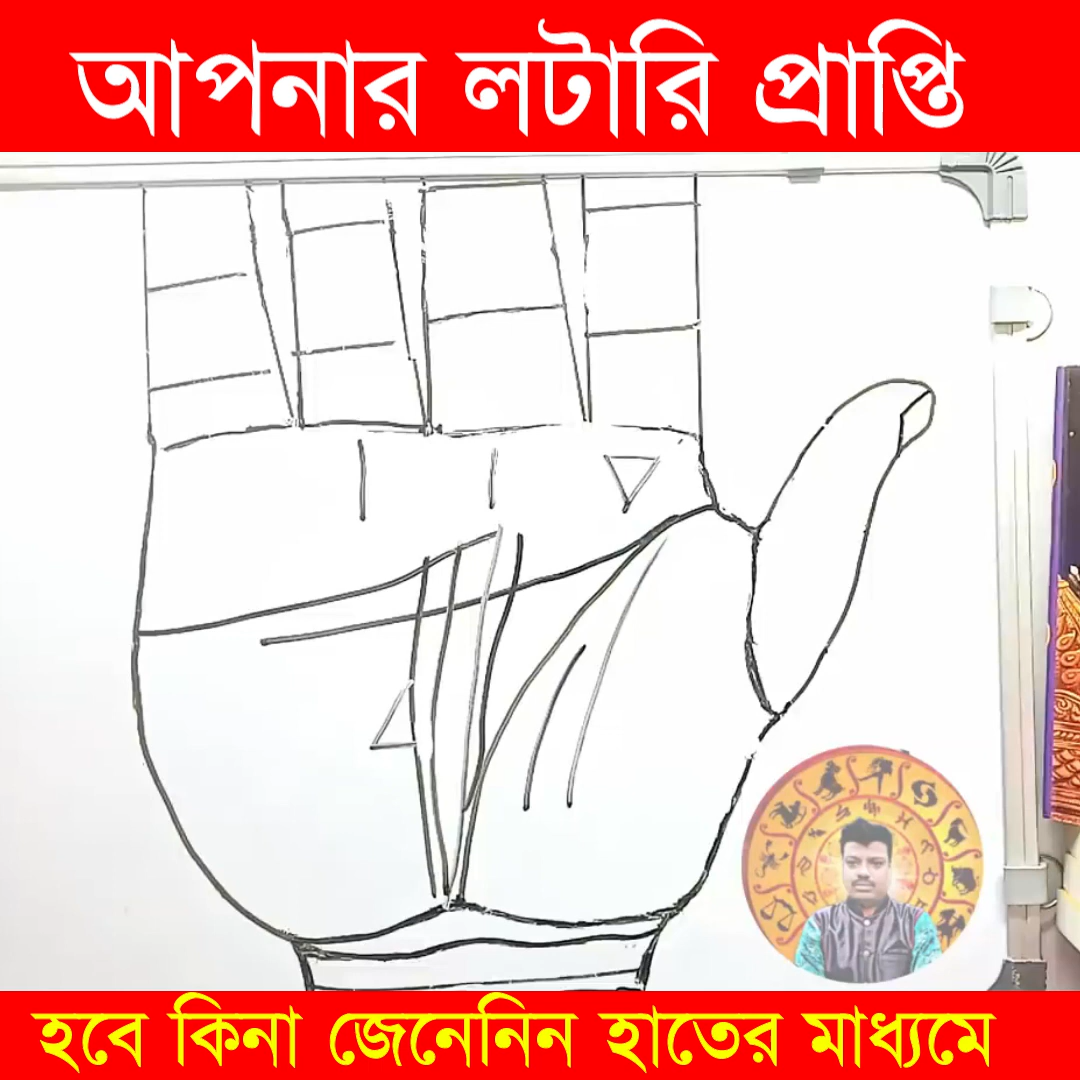 আপনার লটারি প্রাপ্তি
হবে কিনা জেনেনিন হাতের মাধ্যমে